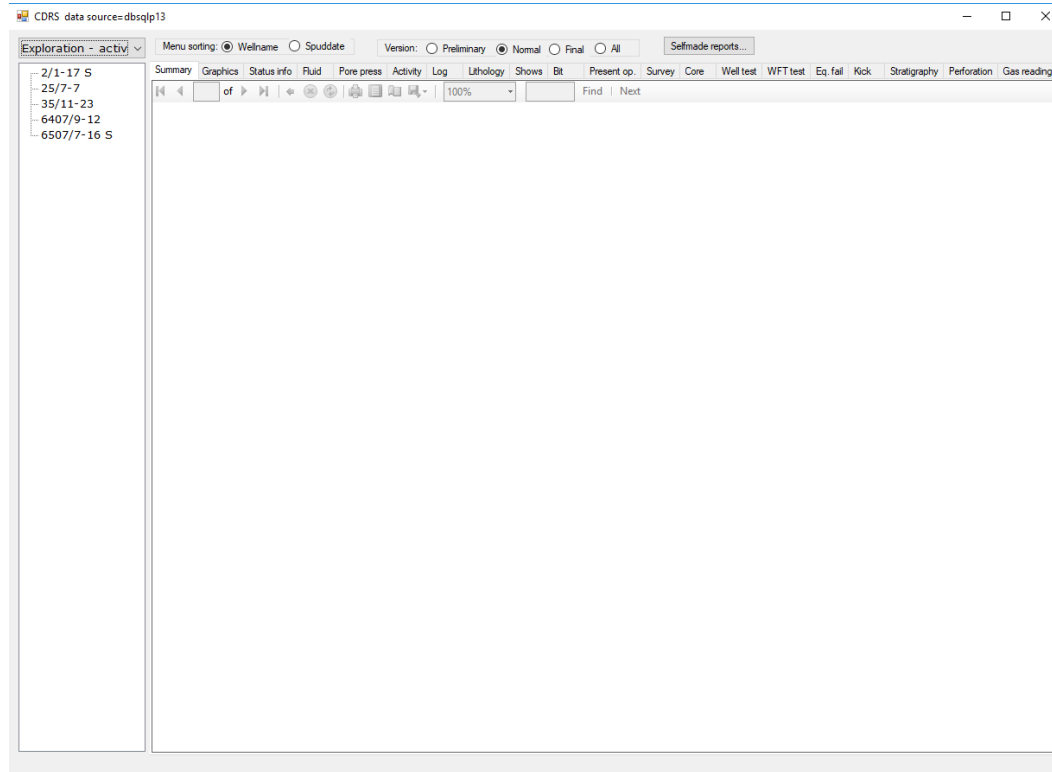 CDRS data source=dbsqlp13
Exploration - activ
Menu sorting: Wellname Spuddate Version: Preliminary Normal Final All Selfmade reports...
Summary Graphics Status info Fluid Pore press Activity Log Lithology Shows Bit Present op. Survey Core Well test WFT test Eq. fail Kick Stratigraphy Perforation Gas reading
of 100% Find | Next
2/1-17 S
25/7-7
35/11-23
6407/9-12
6507/7-16 S